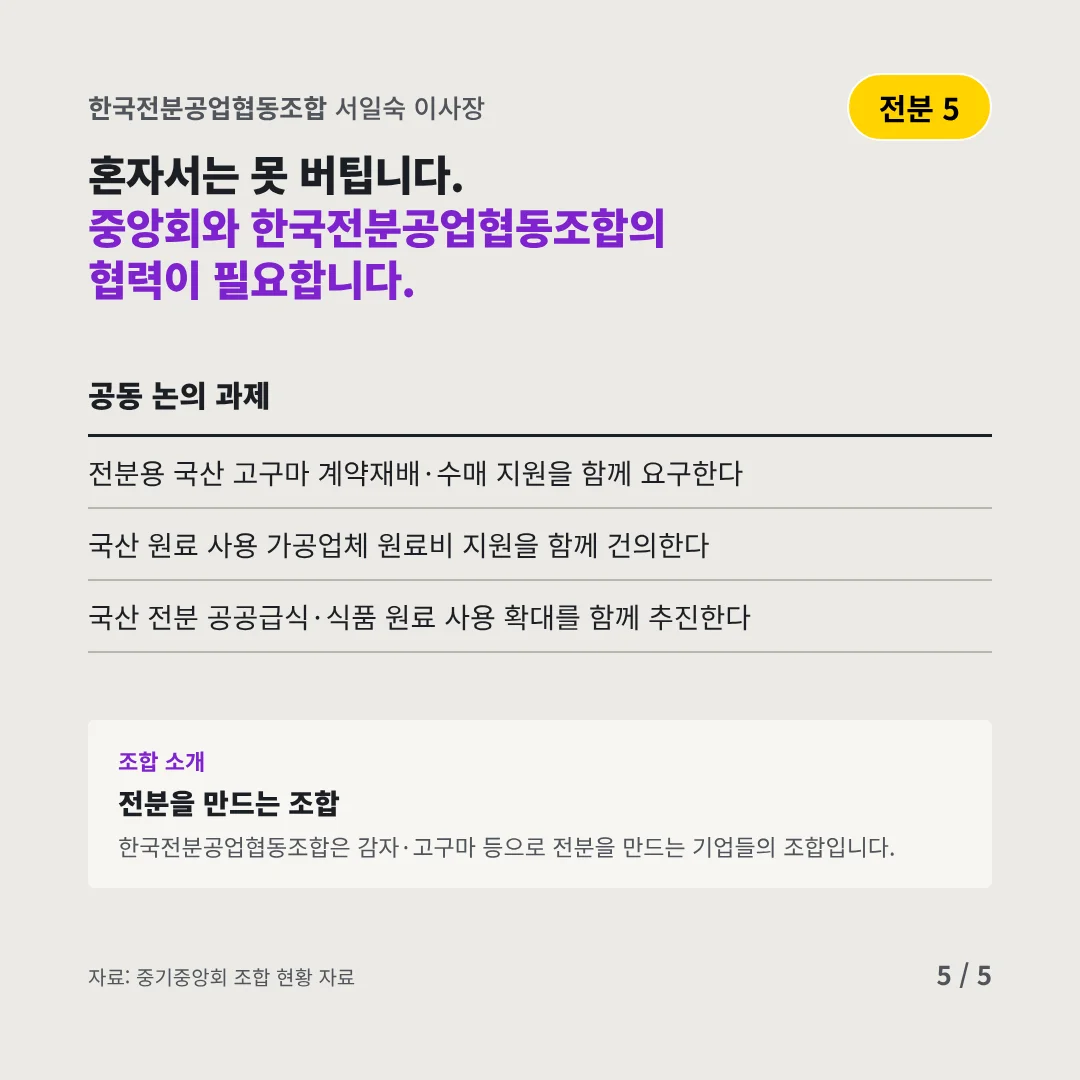 한국전분공업협동조합 서일숙 이사장
전분 5
혼자서는 못 버팁니다.
중앙회와 한국전분공업협동조합의
협력이 필요합니다.
공동 논의 과제
전분용 국산 고구마 계약재배·수매 지원을 함께 요구한다
국산 원료 사용 가공업체 원료비 지원을 함께 건의한다
국산 전분 공공급식·식품 원료 사용 확대를 함께 추진한다
조합 소개
전분을 만드는 조합
한국전분공업협동조합은 감자·고구마 등으로 전분을 만드는 기업들의 조합입니다.
자료: 중기중앙회 조합 현황 자료
5 / 5